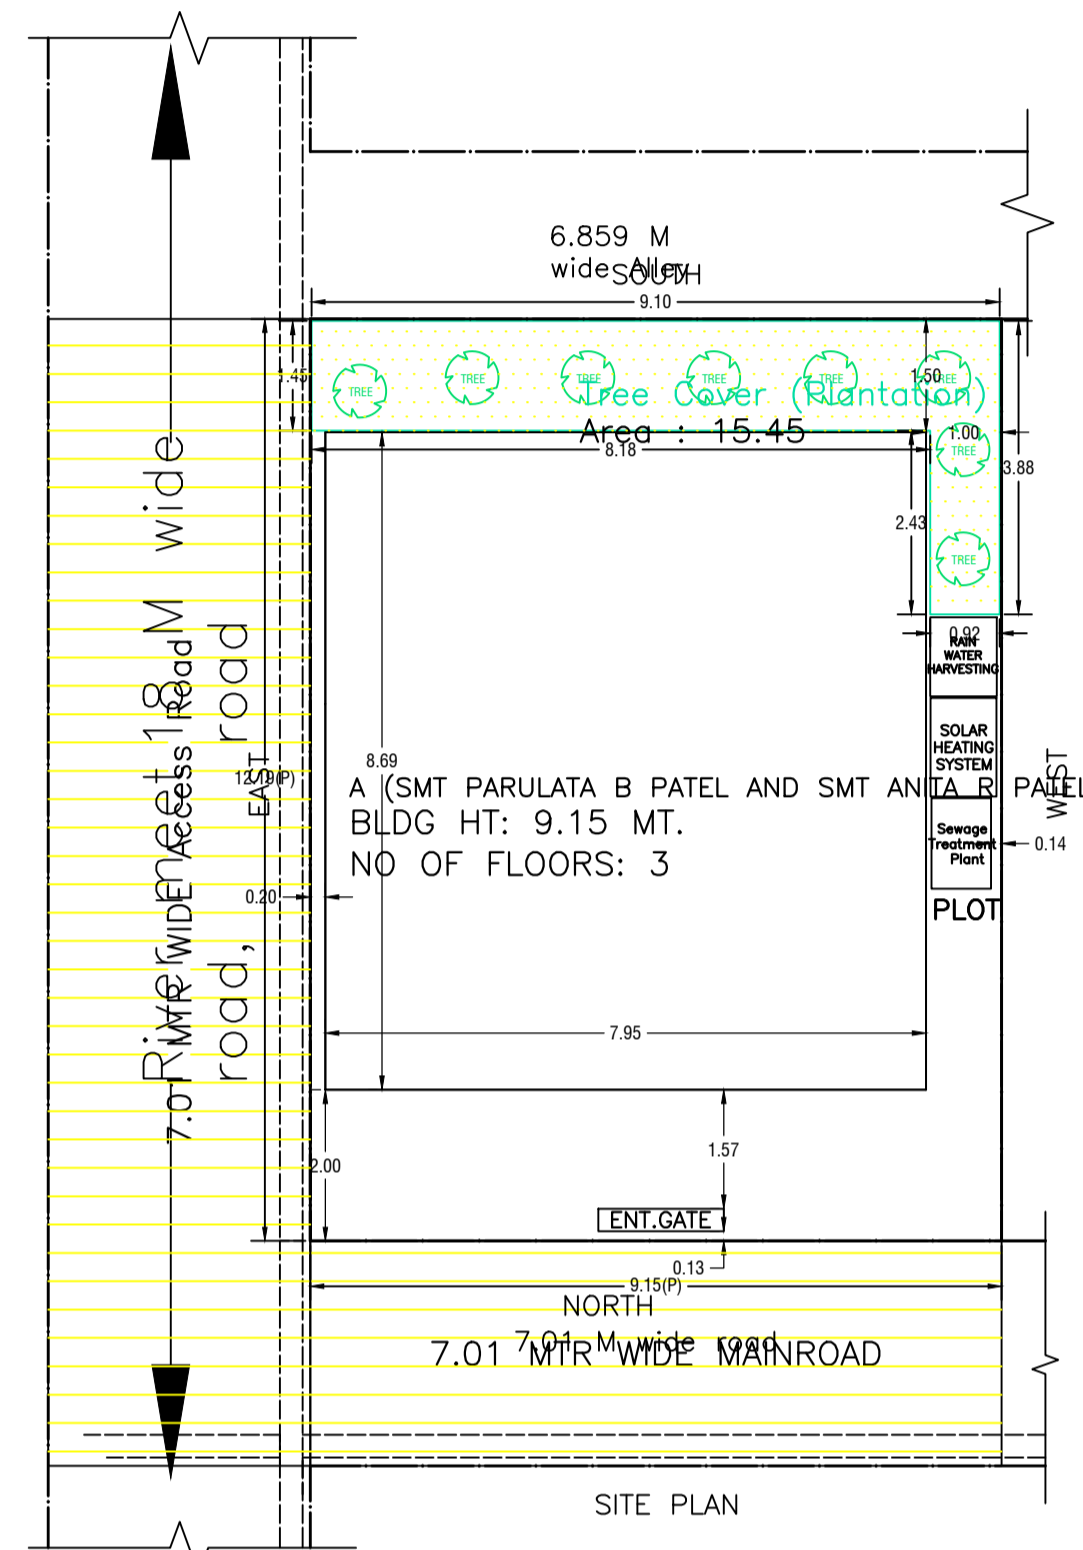 6.859 M
wide Alley
SOUTH
9.10
1.45
TREE
TREE
TREE
TREE
TREE
TREE
1.50
Tree Cover (Plantation)
Area : 15.45
1.00
8.18
TREE
3.88
2.43
TREE
0.92
RAIN
WATER
HARVESTING
SOLAR
HEATING
SYSTEM
Sewage
Treatment
Plant
PLOT
WEST
0.14
8.69
12.19(P)
EAST
A (SMT PARULATA B PATEL AND SMT ANITA R PATEL
BLDG HT: 9.15 MT.
NO OF FLOORS: 3
0.20
River meet 18 M wide
road, road
7.01 MTR WIDE Access Road
7.95
2.00
1.57
ENT.GATE
0.13
9.15(P)
NORTH
7.01 M wide road
7.01 MTR WIDE MAINROAD
SITE PLAN